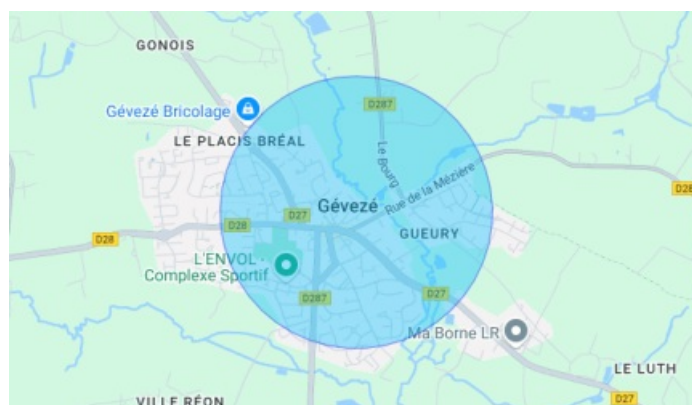 GONOIS
D287
Gévezé Bricolage
LE PLACIS BRÉAL
Le Bourg
Rue de la Mézière
D28
Gévezé
D27
D28
D28
GUEURY
L'ENVOL -
Complexe Sportif
D287
D27
Ma Borne LR
LE LUTH
VILLE RÉON
D27